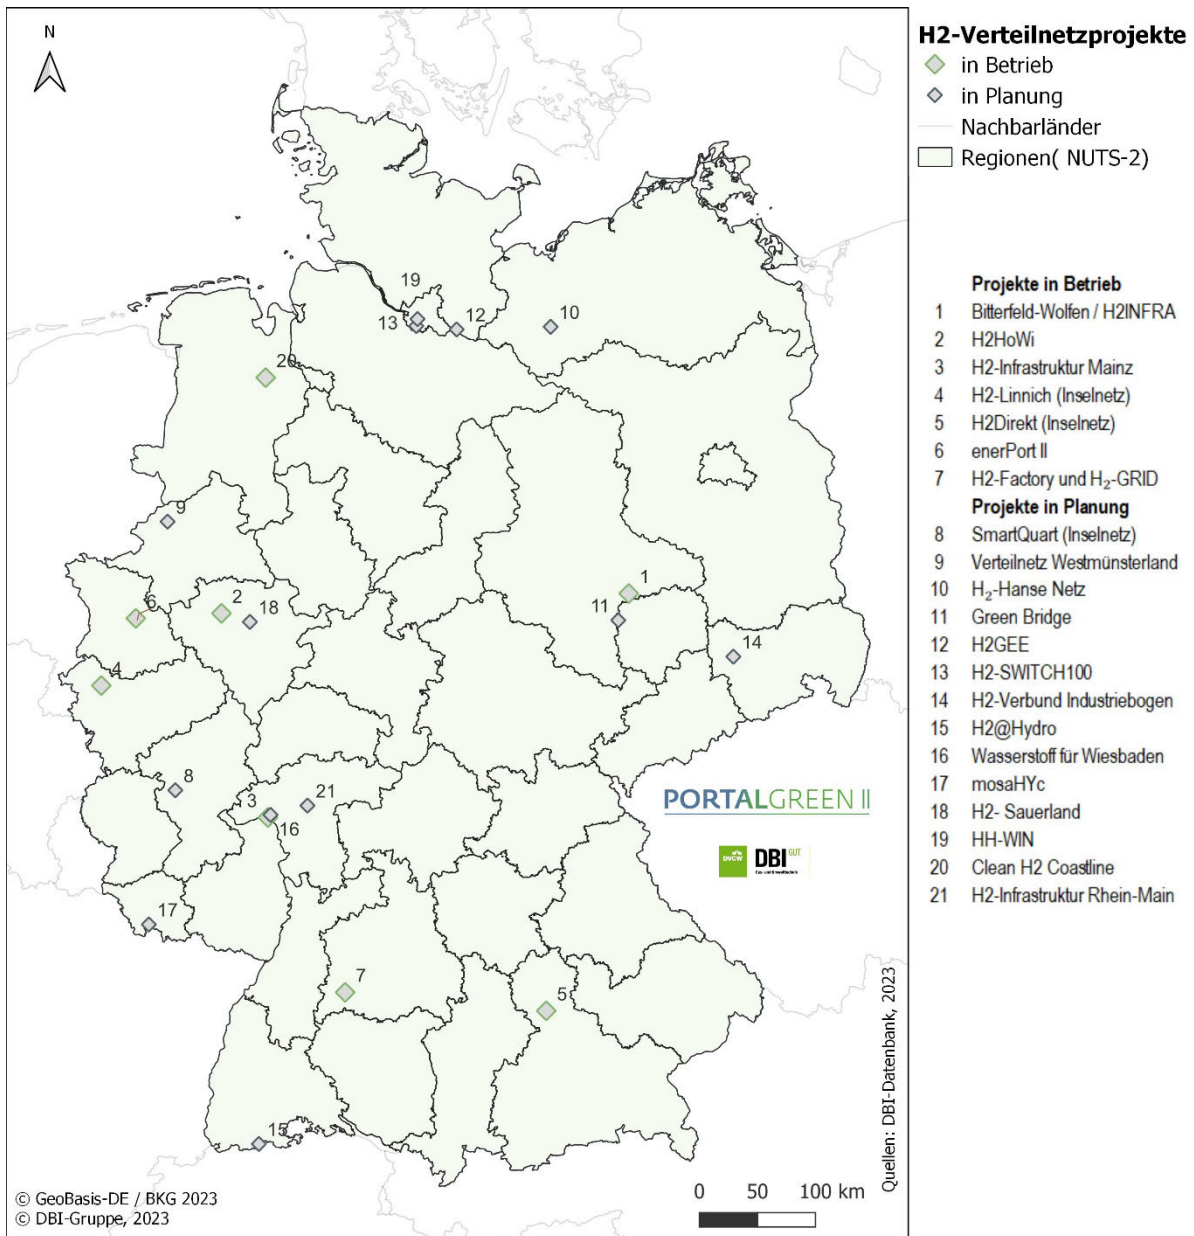 N
19
13
12
10
20
9
6
2
18
1
11
14
4
8
3
21
16
17
7
5
15
PORTALGREEN II
DVGW DBI GUT
Gas- und Umwelttechnik
Quellen: DBI-Datenbank, 2023
© GeoBasis-DE / BKG 2023
© DBI-Gruppe, 2023
0 50 100 km
H2-Verteilnetzprojekte
in Betrieb
in Planung
Nachbarländer
Regionen( NUTS-2)
Projekte in Betrieb
1 Bitterfeld-Wolfen / H2INFRA
2 H2HoWi
3 H2-Infrastruktur Mainz
4 H2-Linnich (Inselnetz)
5 H2Direkt (Inselnetz)
6 enerPort II
7 H2-Factory und H₂-GRID
Projekte in Planung
8 SmartQuart (Inselnetz)
9 Verteilnetz Westmünsterland
10 H₂-Hanse Netz
11 Green Bridge
12 H2GEE
13 H2-SWITCH100
14 H2-Verbund Industriebogen
15 H2@Hydro
16 Wasserstoff für Wiesbaden
17 mosaHYc
18 H2- Sauerland
19 HH-WIN
20 Clean H2 Coastline
21 H2-Infrastruktur Rhein-Main